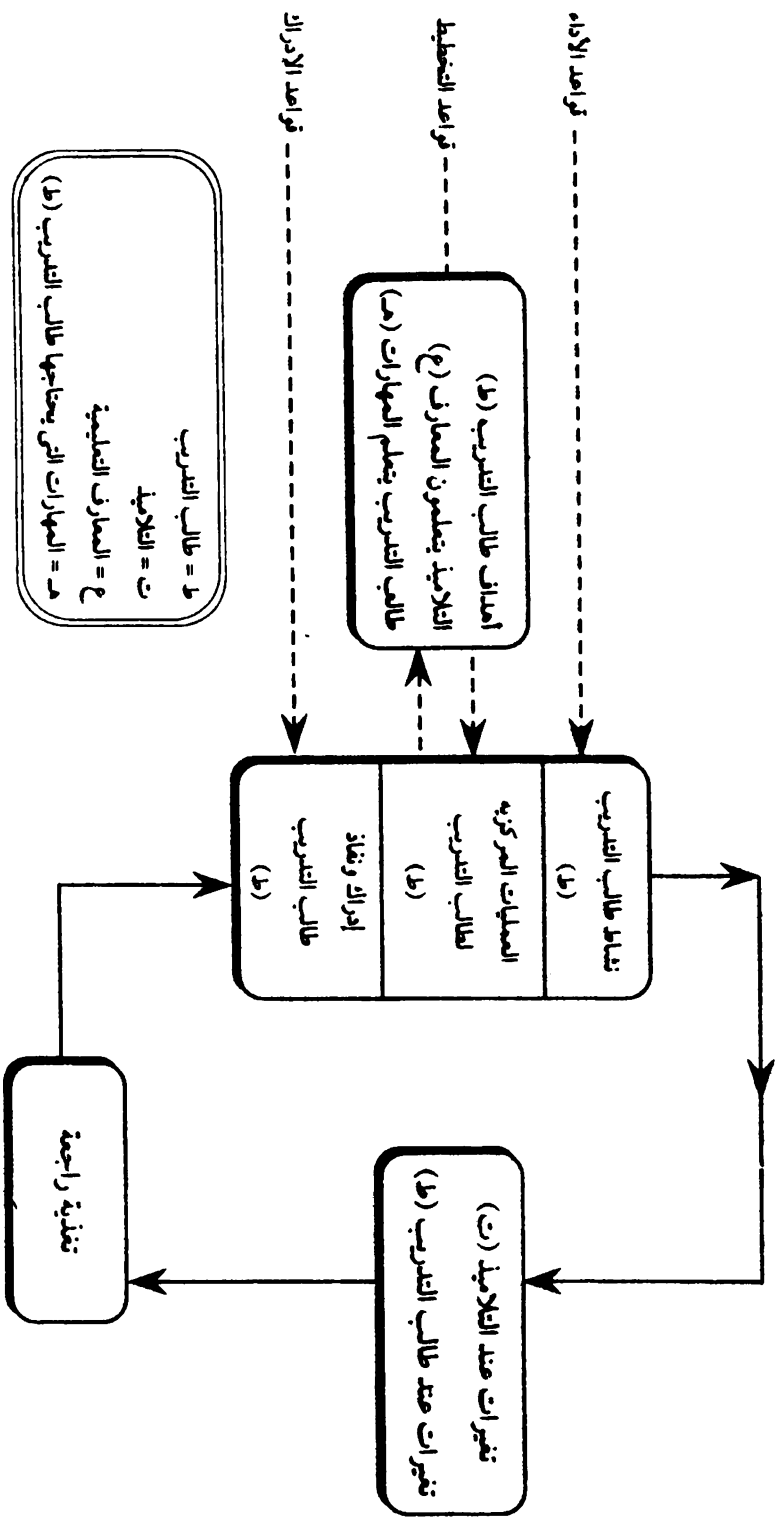 قواعد الأداء
قواعد التخطيط
قواعد الإدراك
أهداف طالب التدريب (ط)
التلاميذ يتعلمون المعارف (ع)
طالب التدريب يتعلم المهارات (هـ)
نشاط طالب التدريب
(ط)
العمليات المركزيه
لطالب التدريب
(ط)
إدراك ونفاذ
طالب التدريب
(ط)
تغيرات عند التلاميذ (ت)
تغيرات عند طالب التدريب (ط)
تغذية راجعة
ط = طالب التدريب
ت = التلاميذ
ع = المعارف التعليمية
هـ = المهارات التي يحتاجها طالب التدريب (ط)